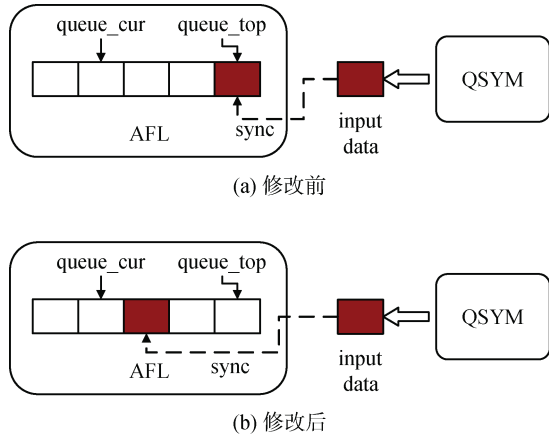 queue_cur queue_top
QSYM
AFL
sync
input
data
(a) 修改前
queue_cur queue_top
QSYM
AFL
sync
input
data
(b) 修改后